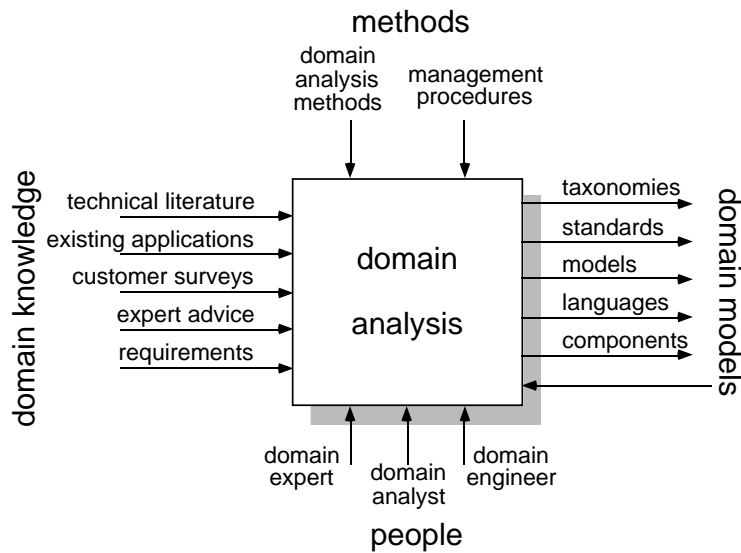 methods
domain
analysis
methods
management
procedures
domain knowledge
technical literature
existing applications
customer surveys
expert advice
requirements
domain
analysis
taxonomies
standards
models
languages
components
domain models
domain
expert
domain
analyst
domain
engineer
people